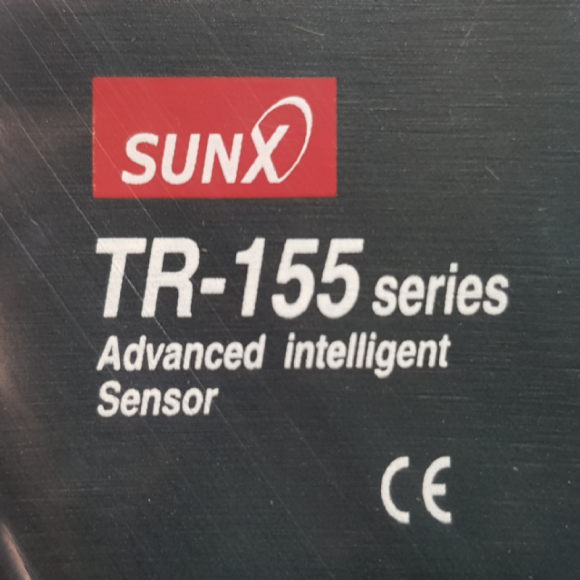 SUNX
TR-155 series
Advanced intelligent
Sensor
CE